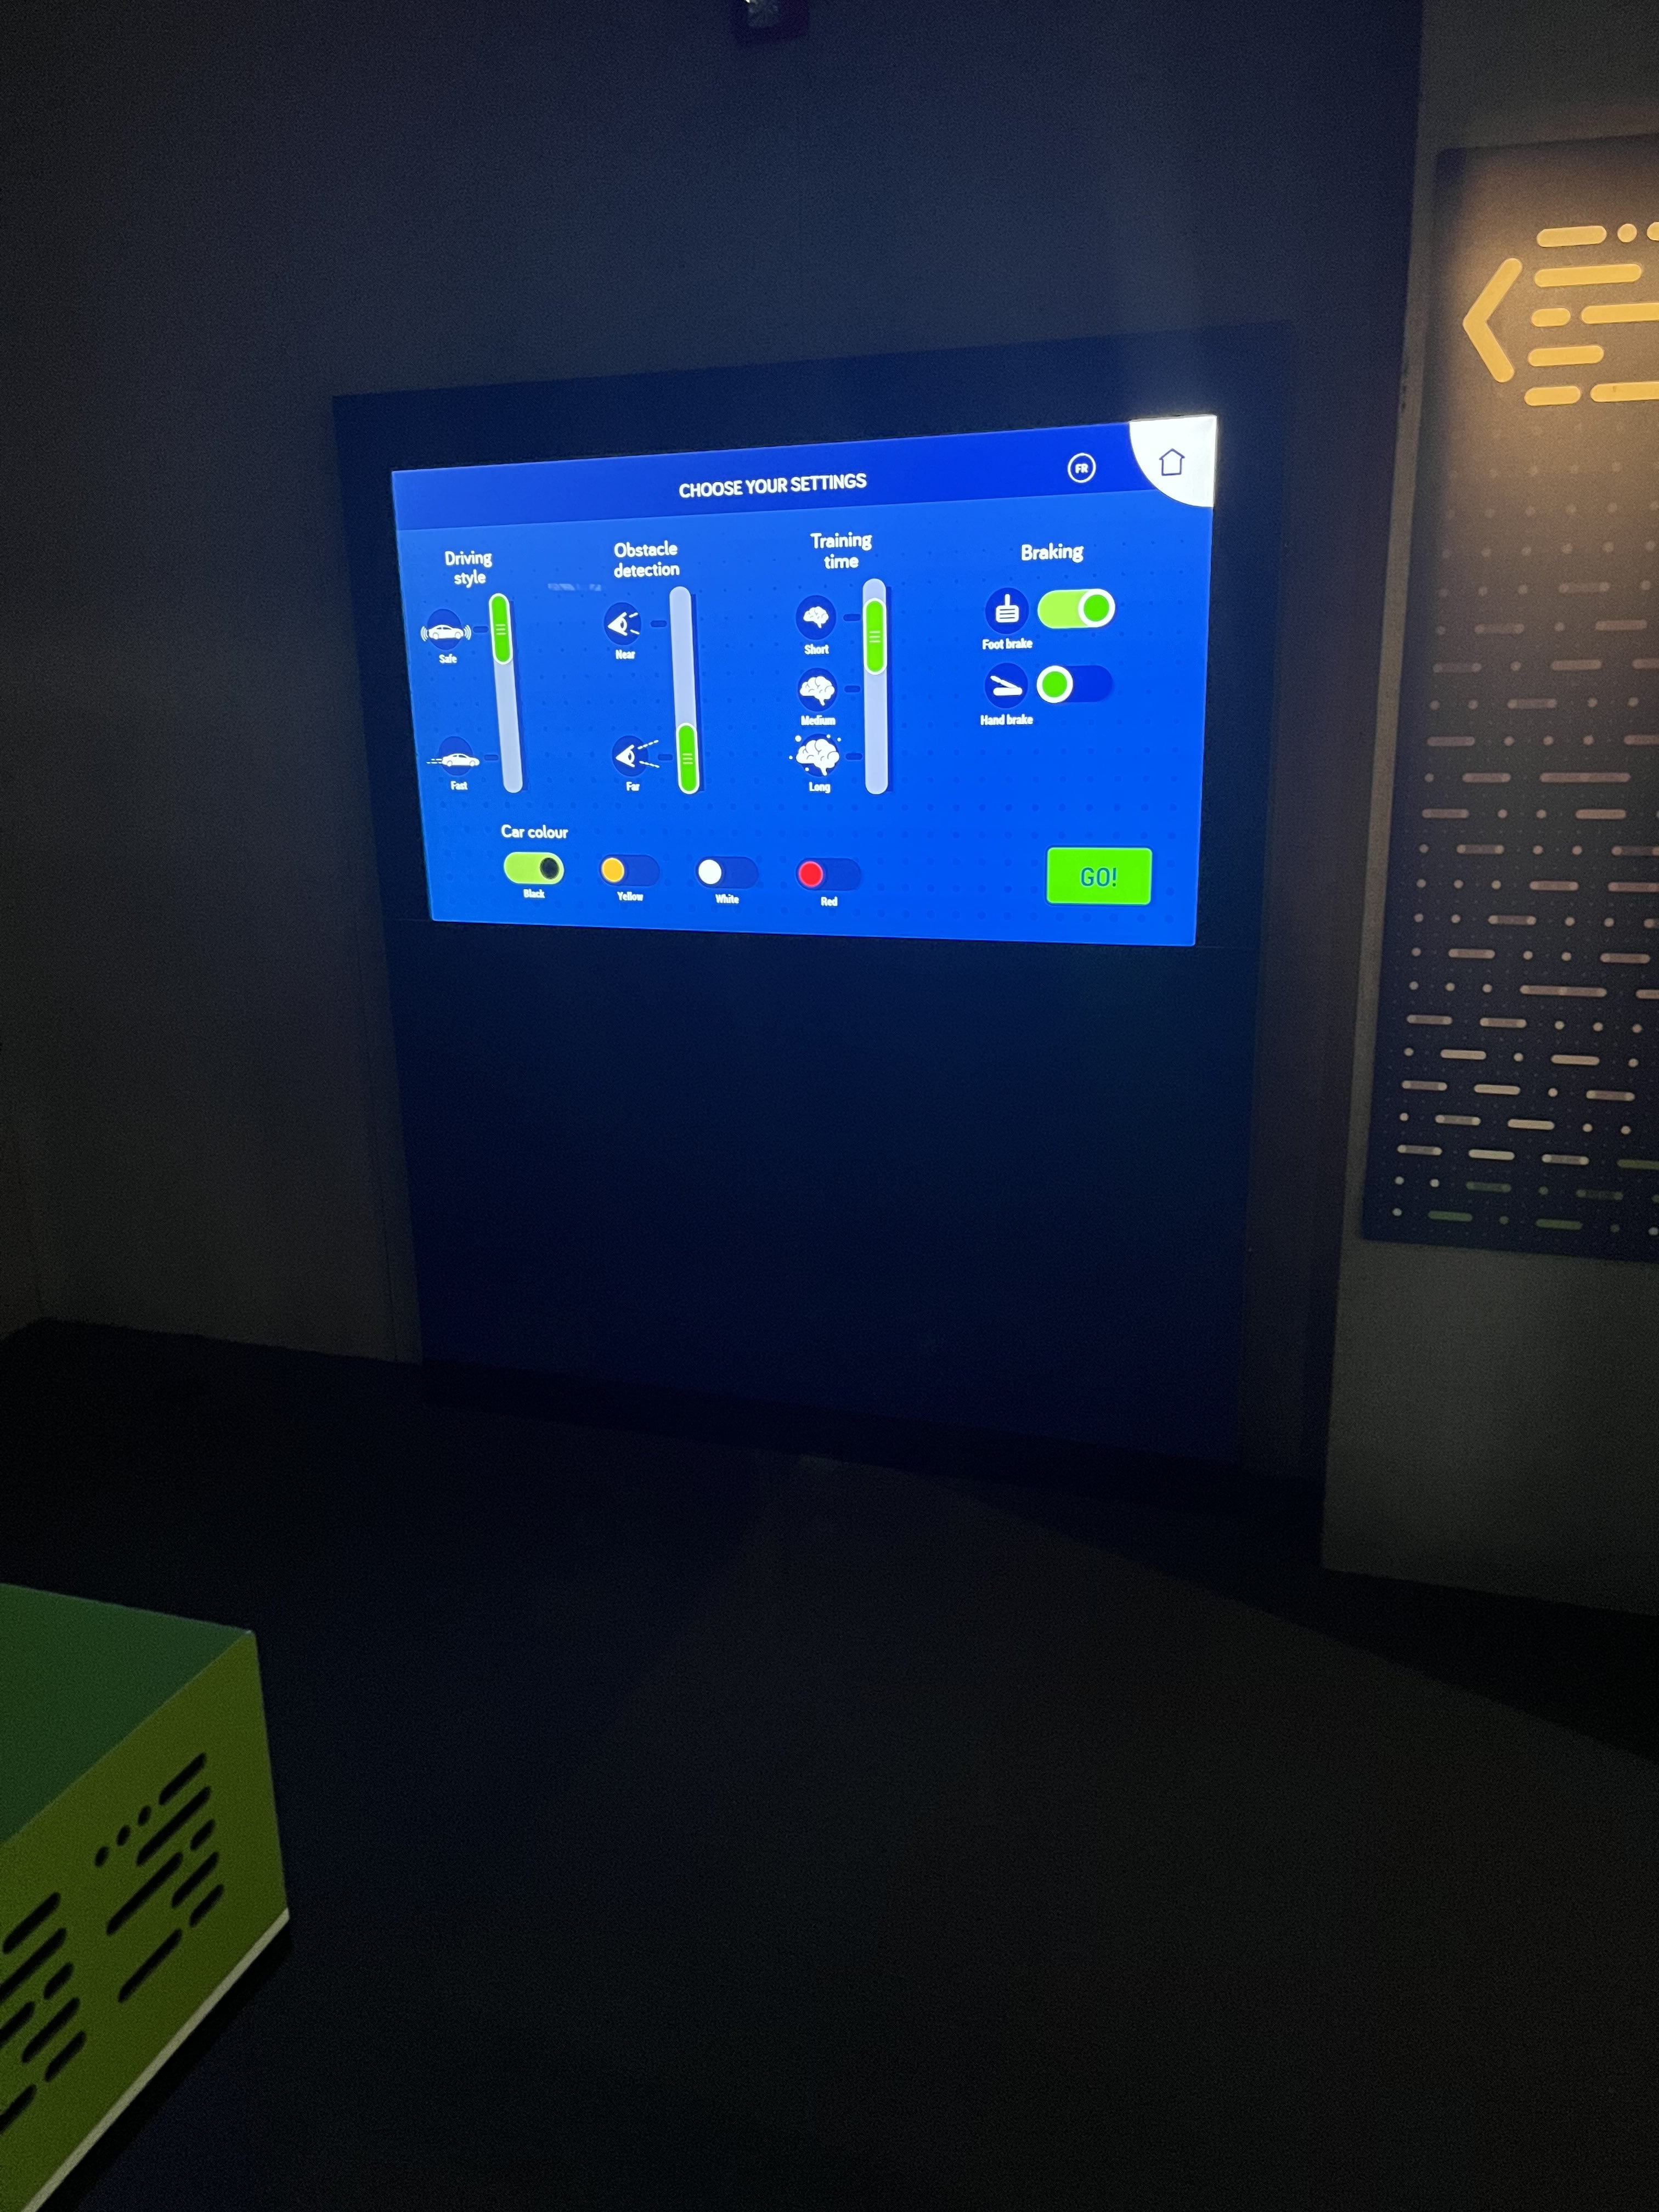 CHOOSE YOUR SETTINGS
FR
Driving
style
Safe
Fast
Obstacle
detection
Near
Far
Training
time
Short
Medium
Long
Braking
Foot brake
Hand brake
Car colour
Black
Yellow
White
Red
GO!